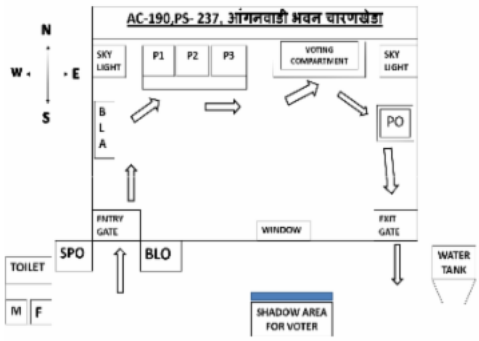 AC-190,PS- 237, आंगनवाडी भवन चारणखेडा
N
W
E
S
SKY
LIGHT
P1
P2
P3
VOTING
COMPARTMENT
SKY
LIGHT
B
L
A
PO
ENTRY
GATE
WINDOW
EXIT
GATE
SPO
BLO
TOILET
M
F
WATER
TANK
SHADOW AREA
FOR VOTER